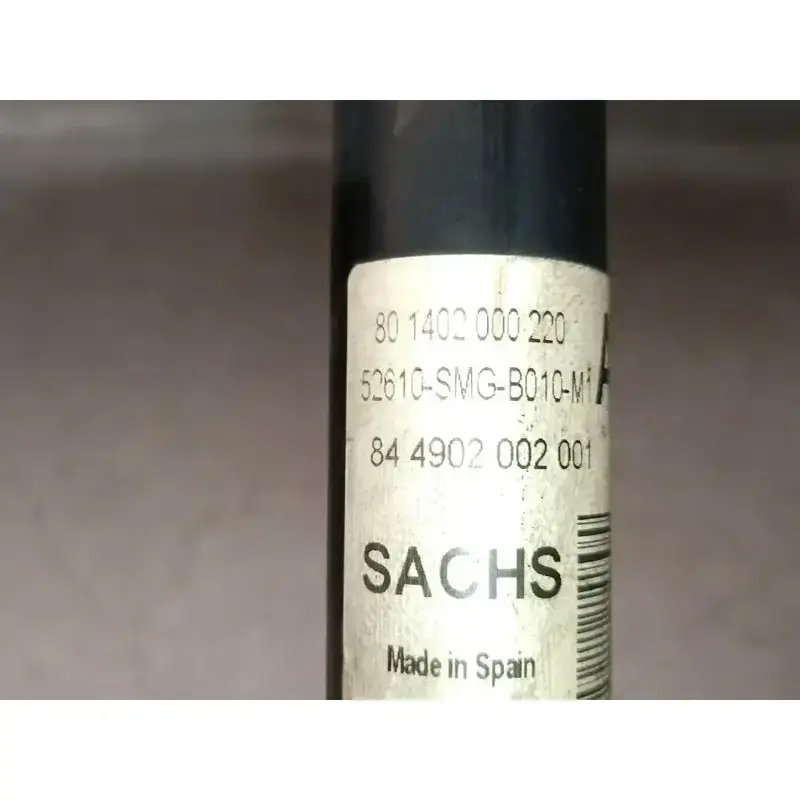 80 1402 000 220
52610-SMG-B010-M1
84 4902 002 001
SACHS
Made in Spain